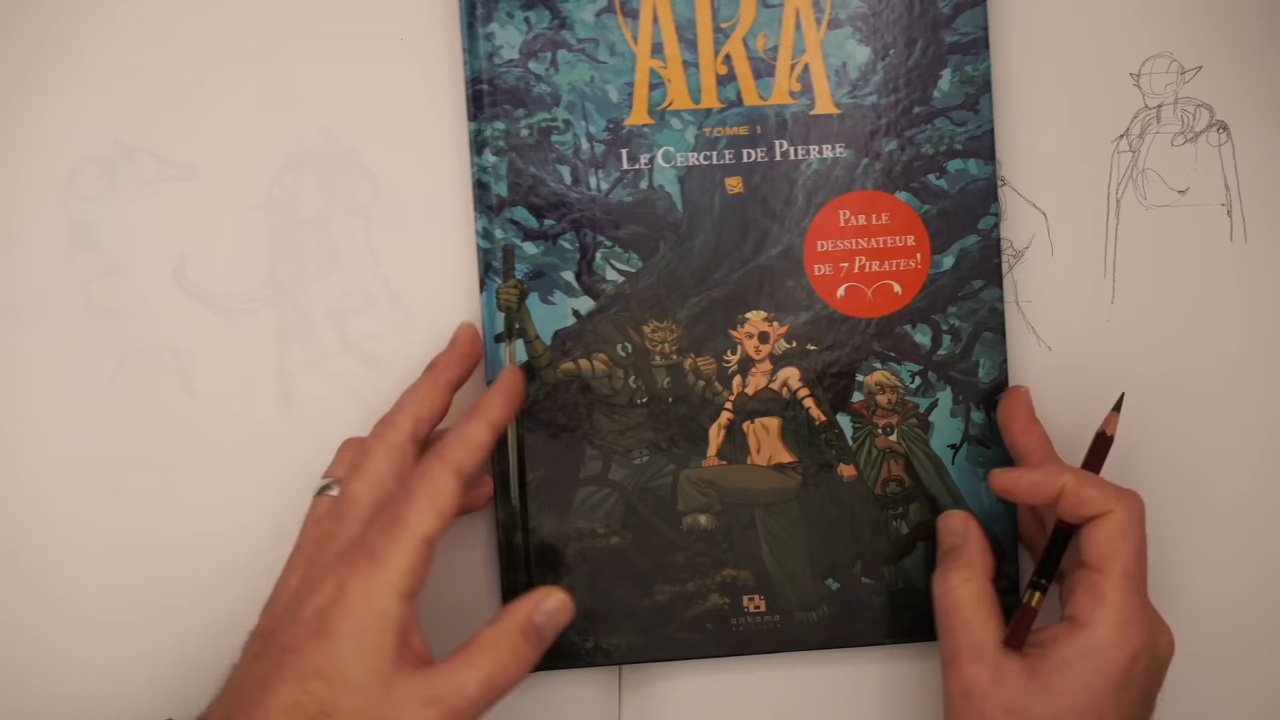 ARA
TOME 1
LE CERCLE DE PIERRE
PAR LE
DESSINATEUR
DE 7 PIRATES!
ankama